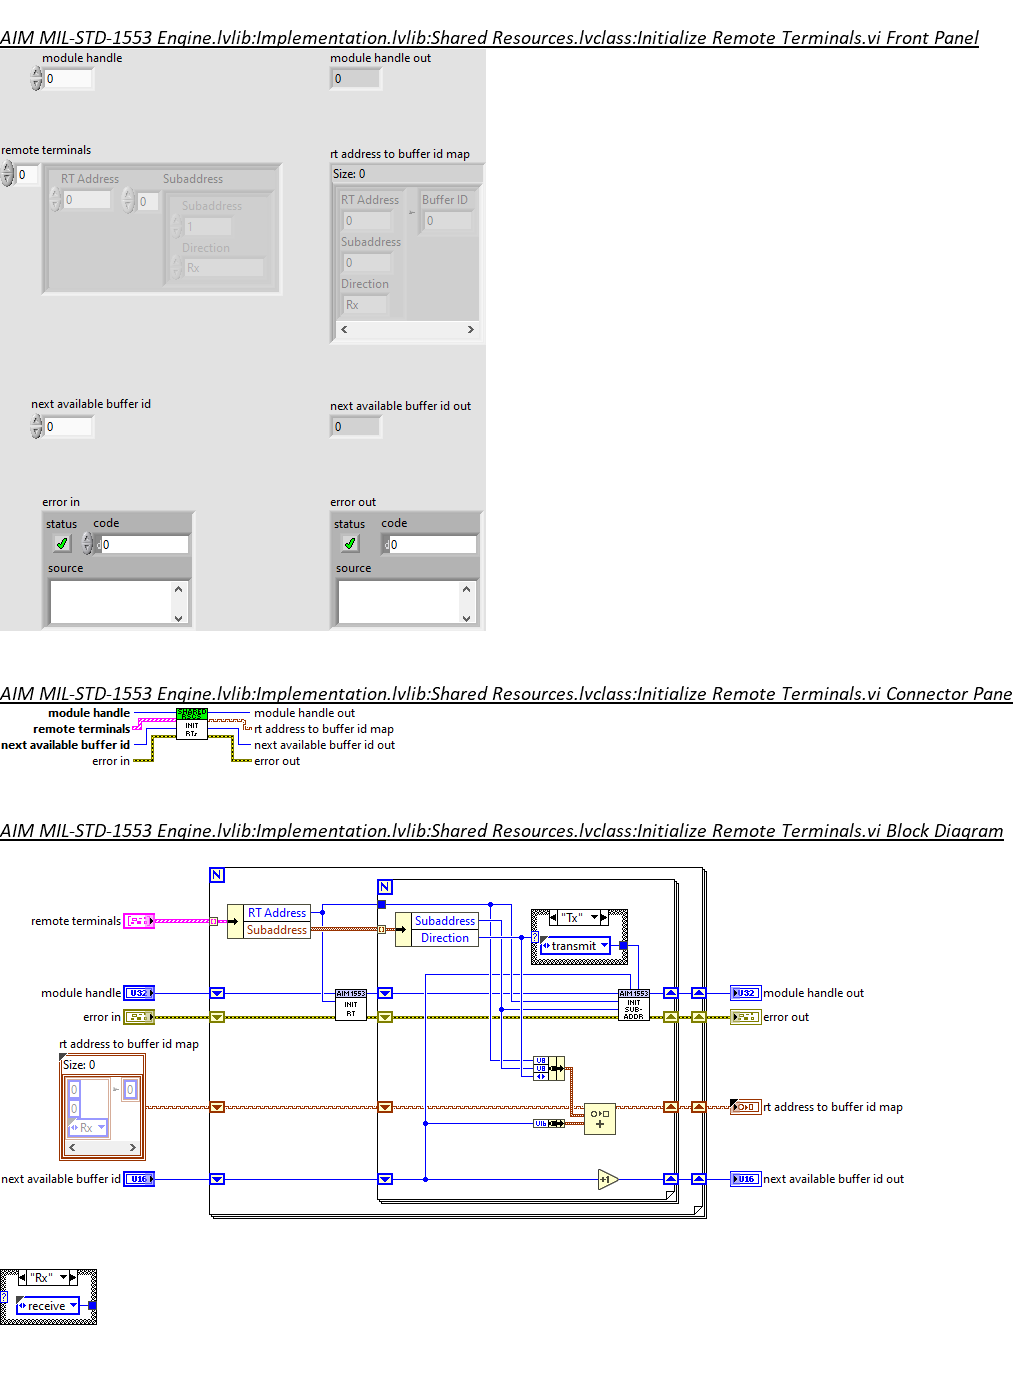 AIM MIL-STD-1553 Engine.lvlib:Implementation.lvlib:Shared Resources.lvclass:Initialize Remote Terminals.vi Front Panel
module handle
0
module handle out
0
remote terminals
0
RT Address
0
0
Subaddress
Subaddress
1
Direction
Rx
rt address to buffer id map
Size: 0
RT Address
0
Buffer ID
0
Subaddress
0
Direction
Rx
next available buffer id
0
next available buffer id out
0
error in
status code
d0
source
error out
status code
d0
source
AIM MIL-STD-1553 Engine.lvlib:Implementation.lvlib:Shared Resources.lvclass:Initialize Remote Terminals.vi Connector Pane
module handle
remote terminals
next available buffer id
error in
SHARED
RSCS
INIT
RTs
module handle out
rt address to buffer id map
next available buffer id out
error out
AIM MIL-STD-1553 Engine.lvlib:Implementation.lvlib:Shared Resources.lvclass:Initialize Remote Terminals.vi Block Diagram
N
N
remote terminals
RT Address
Subaddress
Subaddress
Direction
"Tx"
transmit
module handle
U32
AIM1553
INIT
RT
AIM1553
INIT
SUB-
ADDR
U32
module handle out
error in
error out
rt address to buffer id map
Size: 0
0
0
0
Rx
U8
U8
U16
rt address to buffer id map
next available buffer id
U16
+1
U16
next available buffer id out
"Rx"
receive